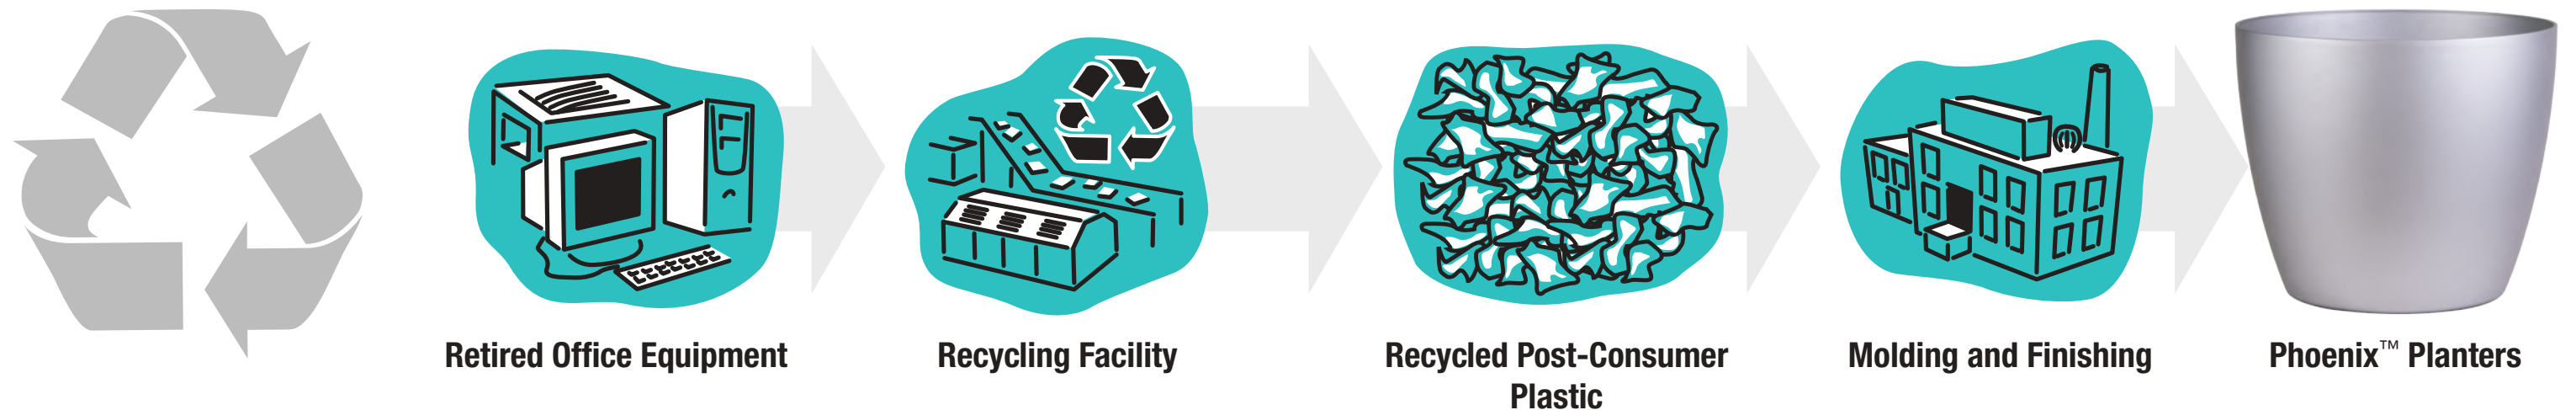 Retired Office Equipment
Recycling Facility
Recycled Post-Consumer
Plastic
Molding and Finishing
Phoenix™ Planters